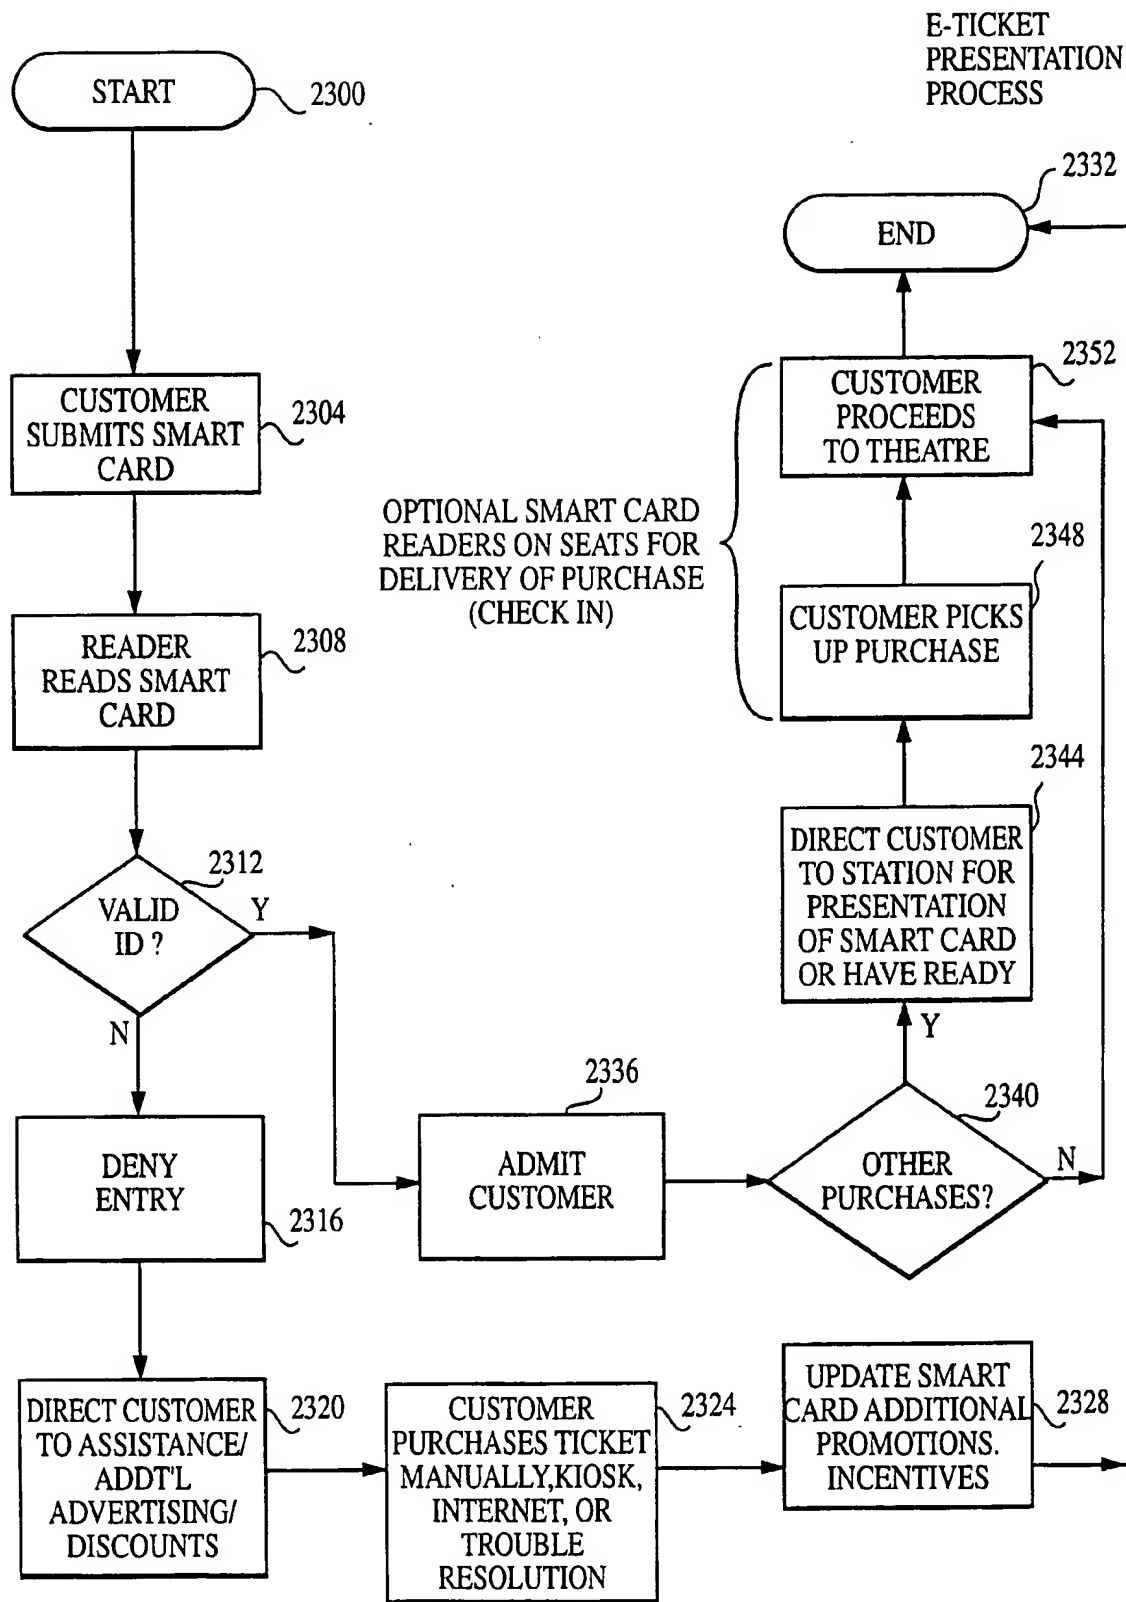 E-TICKET
PRESENTATION
PROCESS
START
2300
2332
END
CUSTOMER
SUBMITS SMART
CARD
2304
CUSTOMER
PROCEEDS
TO THEATRE
2352
OPTIONAL SMART CARD
READERS ON SEATS FOR
DELIVERY OF PURCHASE
(CHECK IN)
READER
READS SMART
CARD
2308
CUSTOMER PICKS
UP PURCHASE
2348
VALID
ID ?
2312
Y
N
DIRECT CUSTOMER
TO STATION FOR
PRESENTATION
OF SMART CARD
OR HAVE READY
2344
Y
DENY
ENTRY
2316
ADMIT
CUSTOMER
2336
OTHER
PURCHASES?
2340
N
DIRECT CUSTOMER
TO ASSISTANCE/
ADDT'L
ADVERTISING/
DISCOUNTS
2320
CUSTOMER
PURCHASES TICKET
MANUALLY,KIOSK,
INTERNET, OR
TROUBLE
RESOLUTION
2324
UPDATE SMART
CARD ADDITIONAL
PROMOTIONS.
INCENTIVES
2328